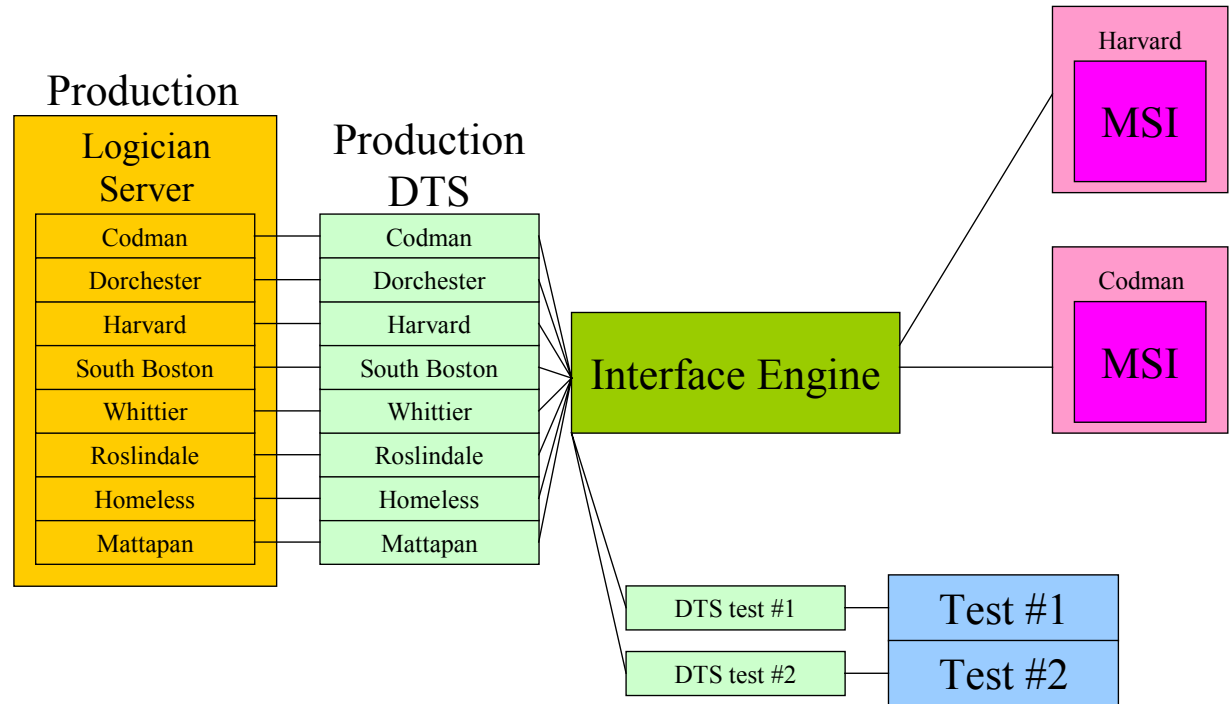 Production
Logician
Server
Codman
Dorchester
Harvard
South Boston
Whittier
Roslindale
Homeless
Mattapan
Production
DTS
Codman
Dorchester
Harvard
South Boston
Whittier
Roslindale
Homeless
Mattapan
Interface Engine
Harvard
MSI
Codman
MSI
DTS test #1
Test #1
DTS test #2
Test #2